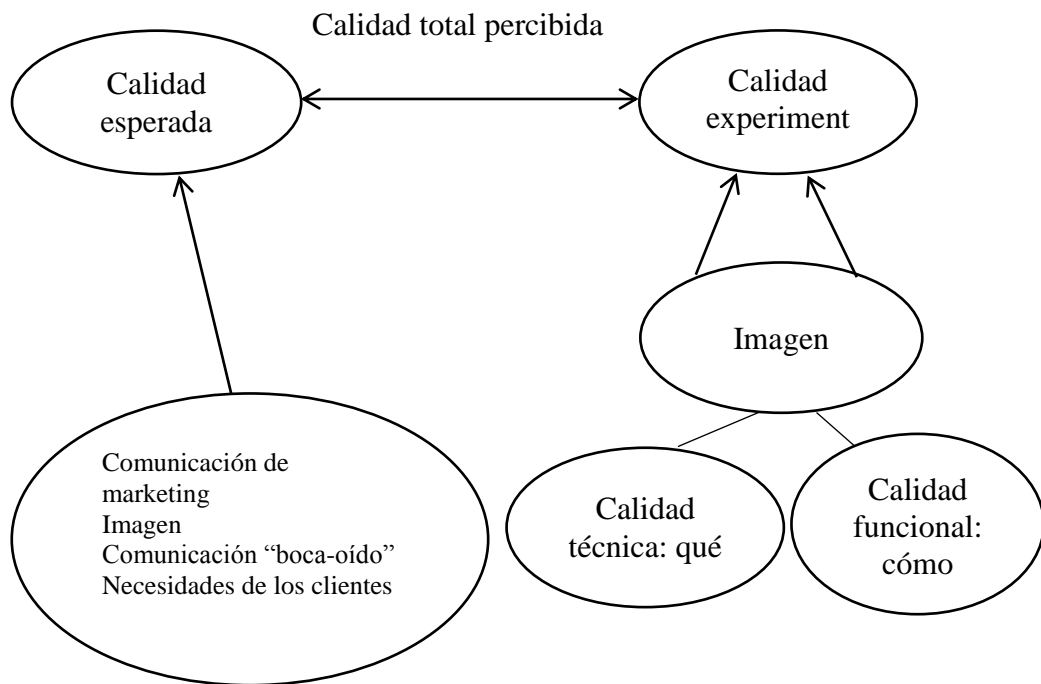 Calidad total percibida
Calidad
esperada
Calidad
experiment
Imagen
Comunicación de
marketing
Imagen
Comunicación “boca-oído”
Necesidades de los clientes
Calidad
técnica: qué
Calidad
funcional:
cómo